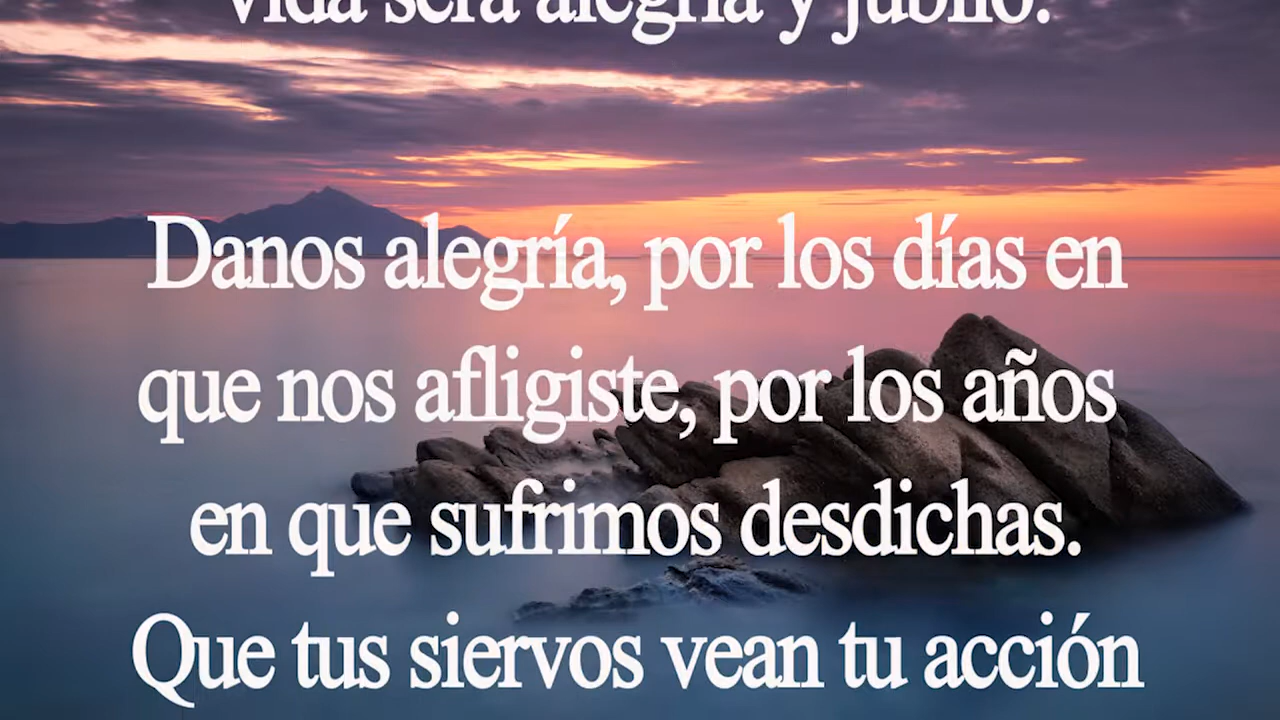 vida será alegría y júbilo.
Danos alegría, por los días en
que nos afligiste, por los años
en que sufrimos desdichas.
Que tus siervos vean tu acción